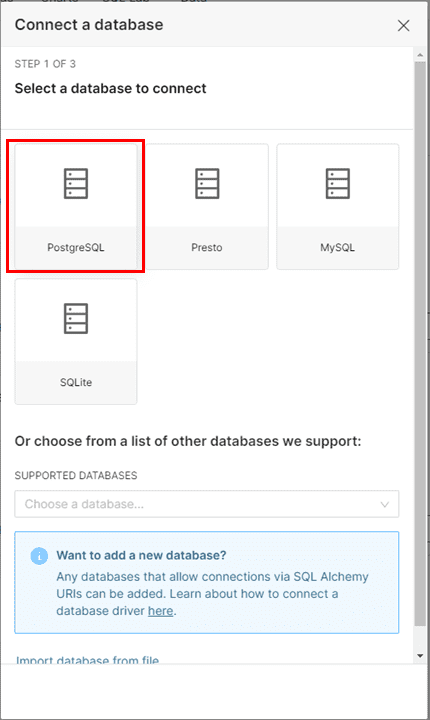 Connect a database
STEP 1 OF 3
Select a database to connect
PostgreSQL
Presto
MySQL
SQLite
Or choose from a list of other databases we support:
SUPPORTED DATABASES
Choose a database...
Want to add a new database?
Any databases that allow connections via SQL Alchemy
URIs can be added. Learn about how to connect a
database driver here.
Import database from file